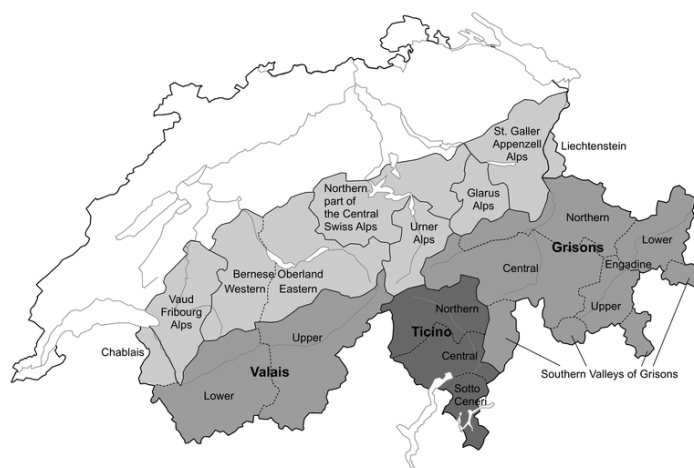 St. Galler
Appenzell
Alps
Liechtenstein
Northern
part of
the Central
Swiss Alps
Glarus
Alps
Urner
Alps
Northern
Grisons
Lower
Engadine
Central
Upper
Bernese Oberland
Western Eastern
Vaud
Fribourg
Alps
Chablais
Upper
Valais
Lower
Northern
Ticino
Central
Sotto
Ceneri
Southern Valleys of Grisons